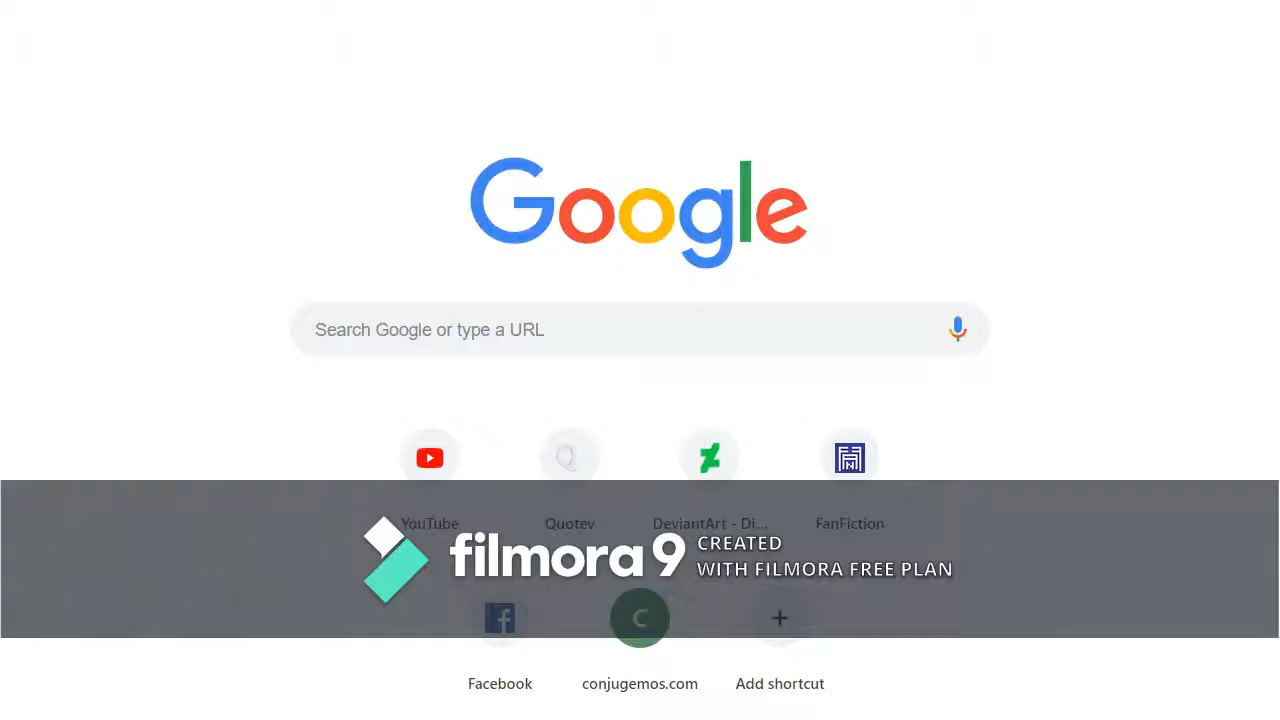 Google
Search Google or type a URL
YouTube
Quotev
DeviantArt - Di...
FanFiction
filmora 9
CREATED
WITH FILMORA FREE PLAN
C
Facebook
conjugemos.com
Add shortcut